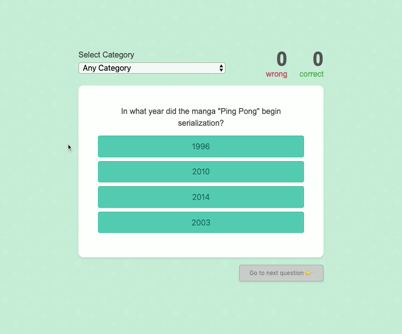 Select Category
Any Category
0 0
wrong correct
In what year did the manga "Ping Pong" begin
serialization?
1996
2010
2014
2003
Go to next question